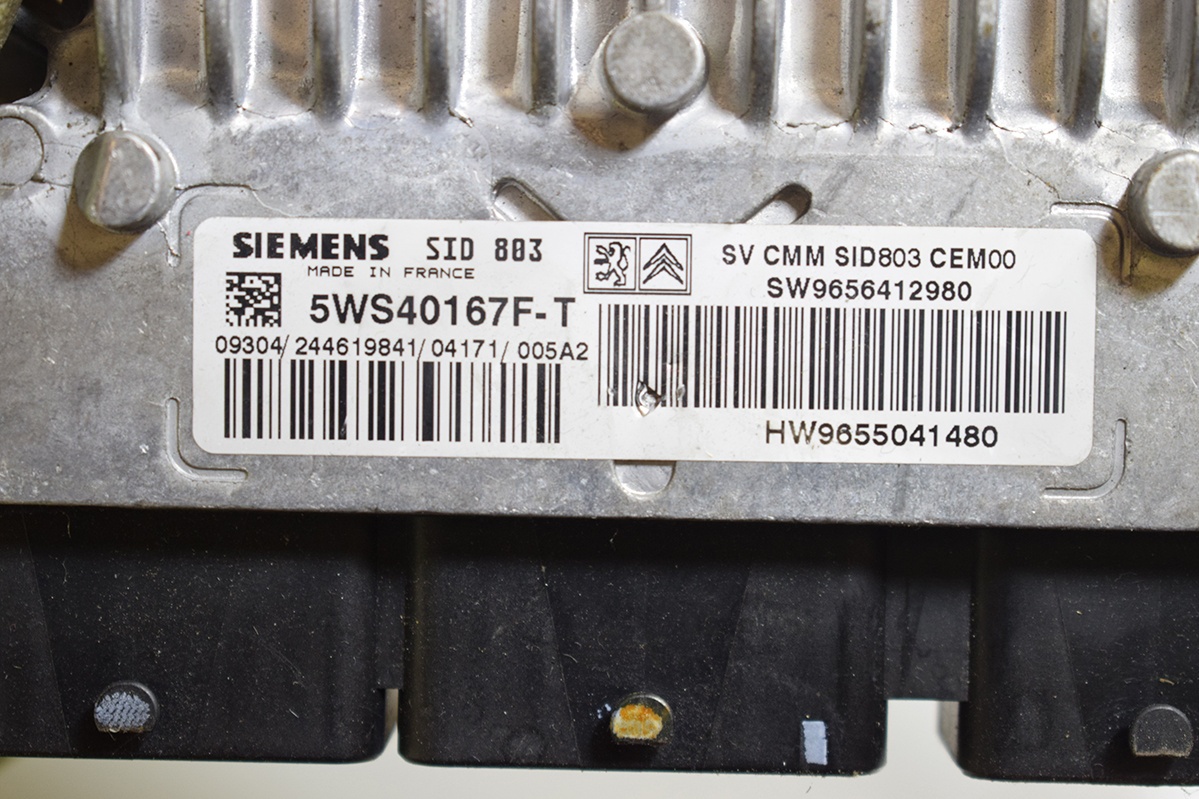 SIEMENS SID 803
MADE IN FRANCE
5WS40167F-T
09304/244619841/04171/005A2
SV CMM SID803 CEM00
SW9656412980
HW9655041480